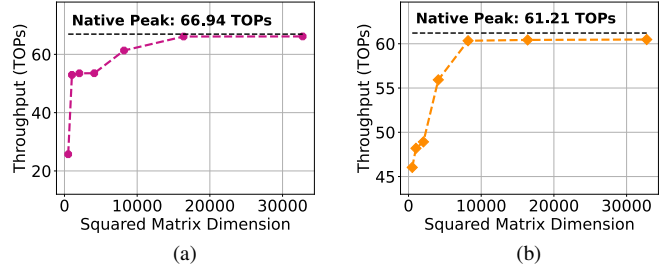 Native Peak: 66.94 TOPs
Throughput (TOPs)
60
40
20
0 10000 20000 30000
Squared Matrix Dimension
(a)
Native Peak: 61.21 TOPs
Throughput (TOPs)
60
55
50
45
0 10000 20000 30000
Squared Matrix Dimension
(b)